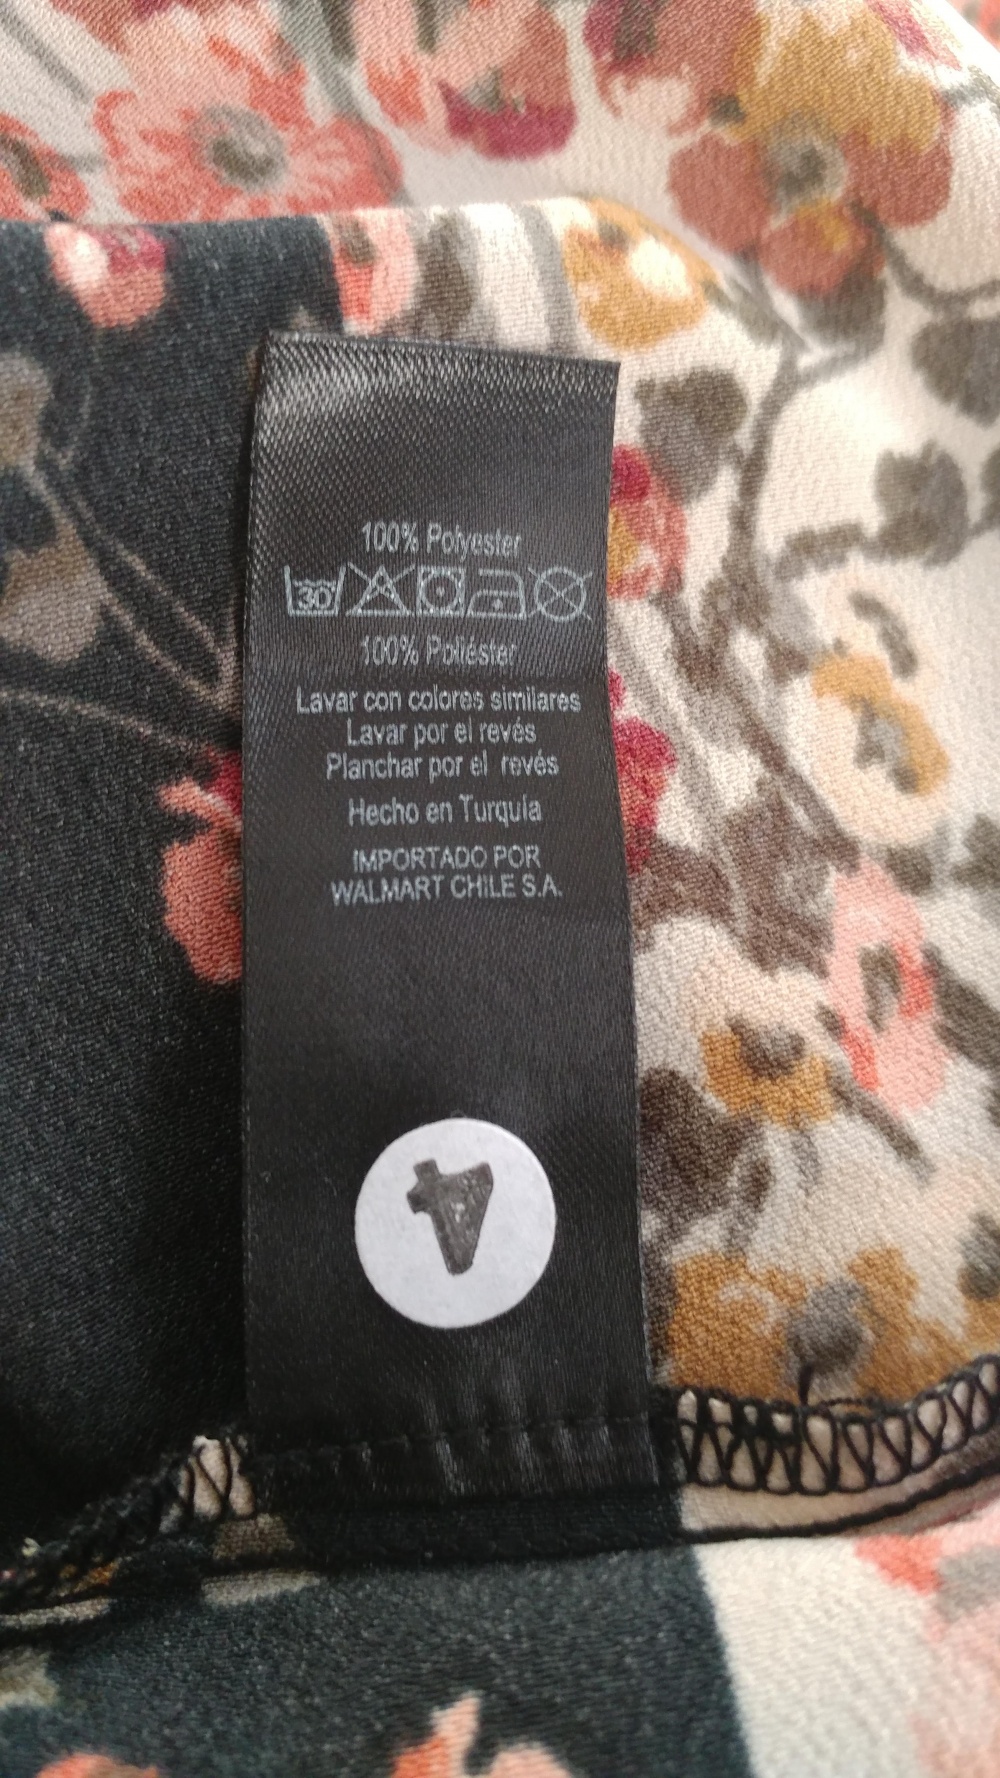 100% Polyester
30
100% Poliéster
Lavar con colores similares
Lavar por el revés
Planchar por el revés
Hecho en Turquía
IMPORTADO POR
WALMART CHILE S.A.
4